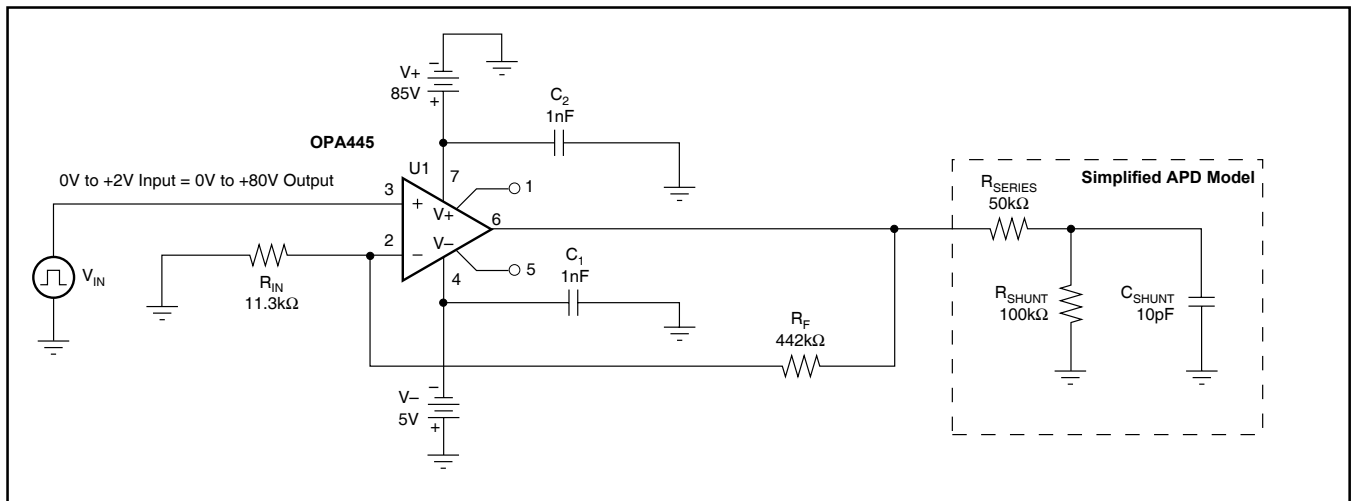 −
V+
85V
+
C2
1nF
OPA445
U1
7
0V to +2V Input = 0V to +80V Output
3
+
V+
1
6
2
−
V−
5
4
VIN
RIN
11.3kΩ
C1
1nF
RF
442kΩ
−
V−
5V
+
Simplified APD Model
RSERIES
50kΩ
RSHUNT
100kΩ
CSHUNT
10pF